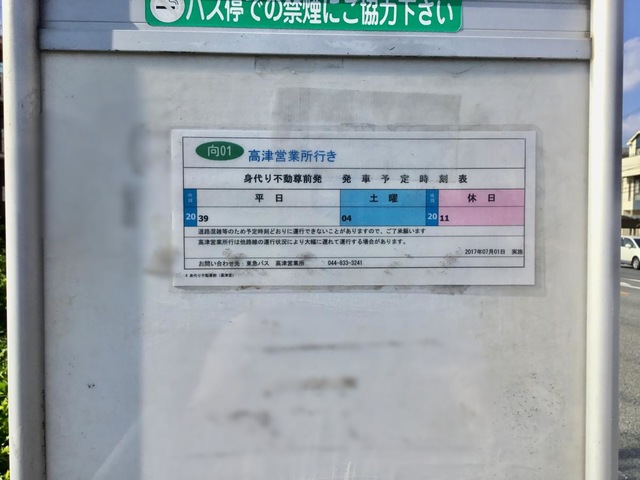 バス停での禁煙にご協力下さい
向01 高津営業所行き
身代り不動尊前発 発車予定時刻表
時刻 平日 土曜 時刻 休日
20 39 04 20 11
道路混雑等のため予定時刻どおりに運行できないことがありますので、ご了承願います
高津営業所行は他路線の運行状況により大幅に遅れて運行する場合があります。
2017年07月01日 実施
お問い合わせ先：東急バス 高津営業所 044-833-3241